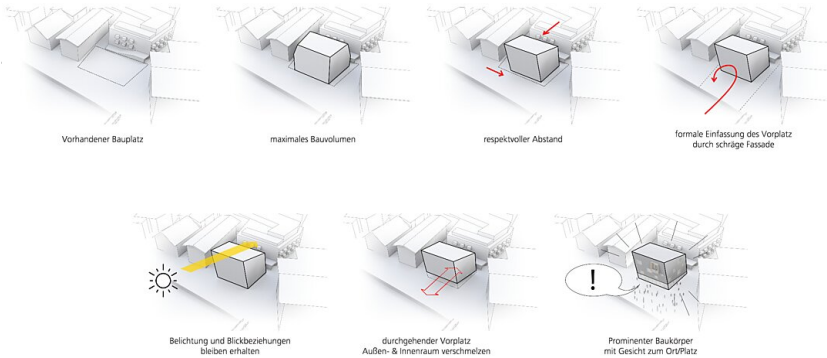 Vorhandener Bauplatz
maximales Bauvolumen
respektvoller Abstand
formale Einfassung des Vorplatz
durch schräge Fassade
Belichtung und Blickbeziehungen
bleiben erhalten
durchgehender Vorplatz
Außen- & Innenraum verschmelzen
!
Prominenter Baukörper
mit Gesicht zum Ort/Platz